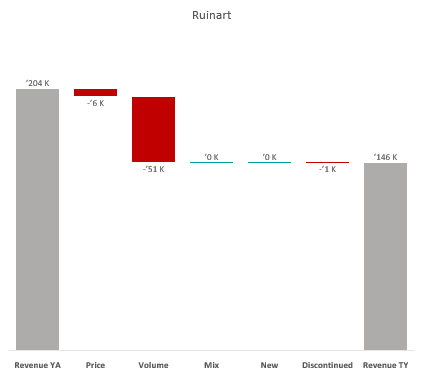 Ruinart
‘204 K
-‘6 K
-‘51 K
‘0 K
‘0 K
-‘1 K
‘146 K
Revenue YA Price Volume Mix New Discontinued Revenue TY